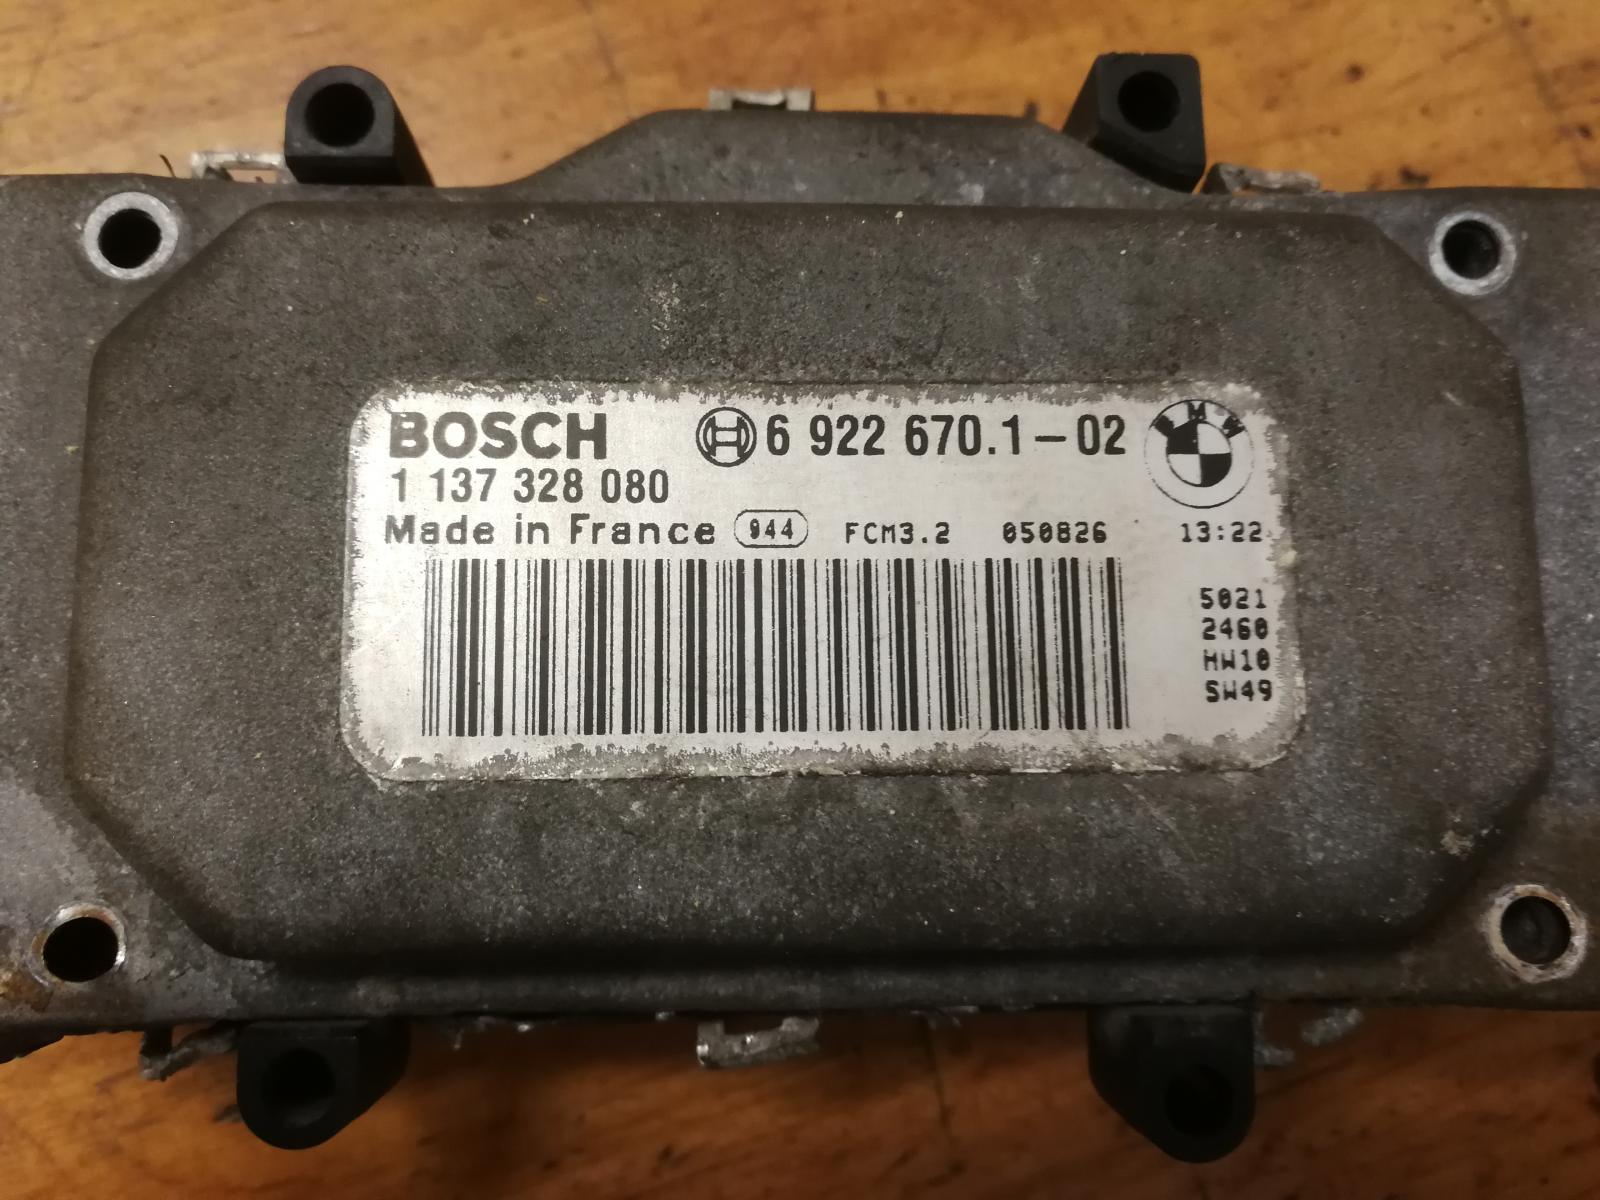 BOSCH 6 922 670.1-02 BMW
1 137 328 080
Made in France 944 FCM3.2 050826 13:22
5021
2460
HW10
SW49